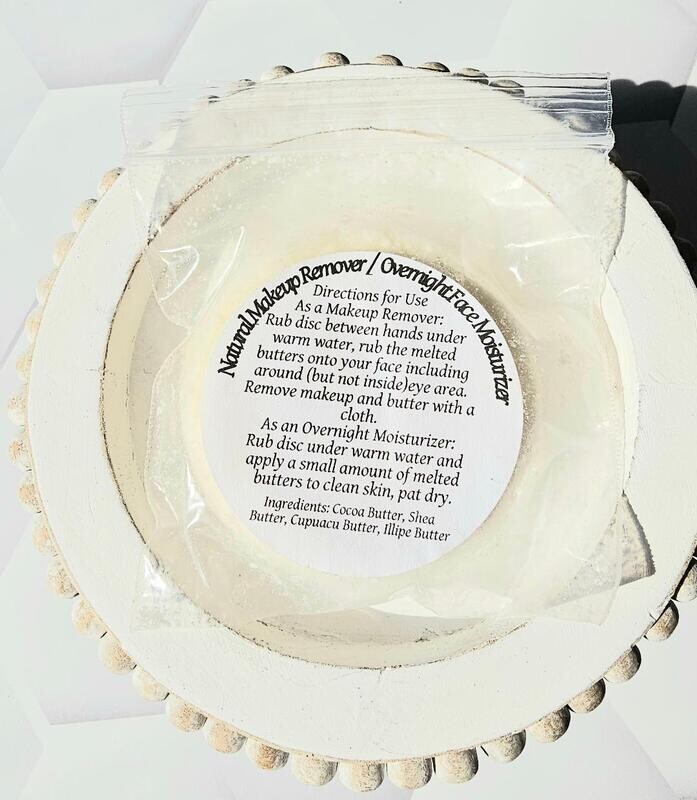 Natural Makeup Remover / Overnight Face Moisturizer
Directions for Use
As a Makeup Remover:
Rub disc between hands under
warm water, rub the melted
butters onto your face including
around (but not inside)eye area.
Remove makeup and butter with a
cloth.
As an Overnight Moisturizer:
Rub disc under warm water and
apply a small amount of melted
butters to clean skin, pat dry.
Ingredients: Cocoa Butter, Shea
Butter, Cupuacu Butter, Illipe Butter